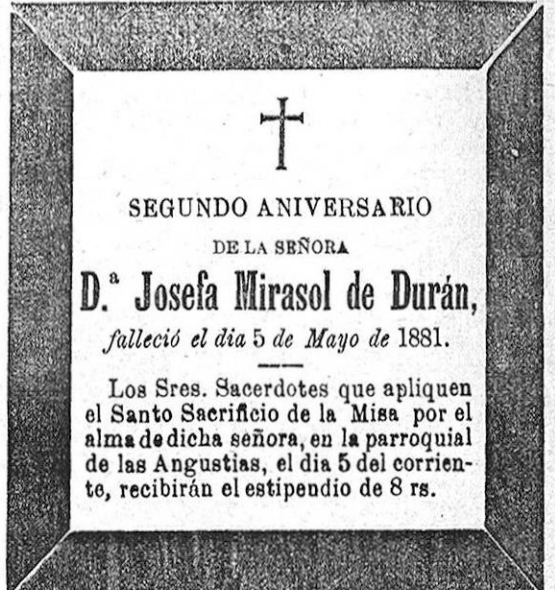 SEGUNDO ANIVERSARIO
DE LA SEÑORA
D.ª Josefa Mirasol de Durán,
falleció el dia 5 de Mayo de 1881.
Los Sres. Sacerdotes que apliquen
el Santo Sacrificio de la Misa por el
alma de dicha señora, en la parroquial
de las Angustias, el dia 5 del corrien-
te, recibirán el estipendio de 8 rs.